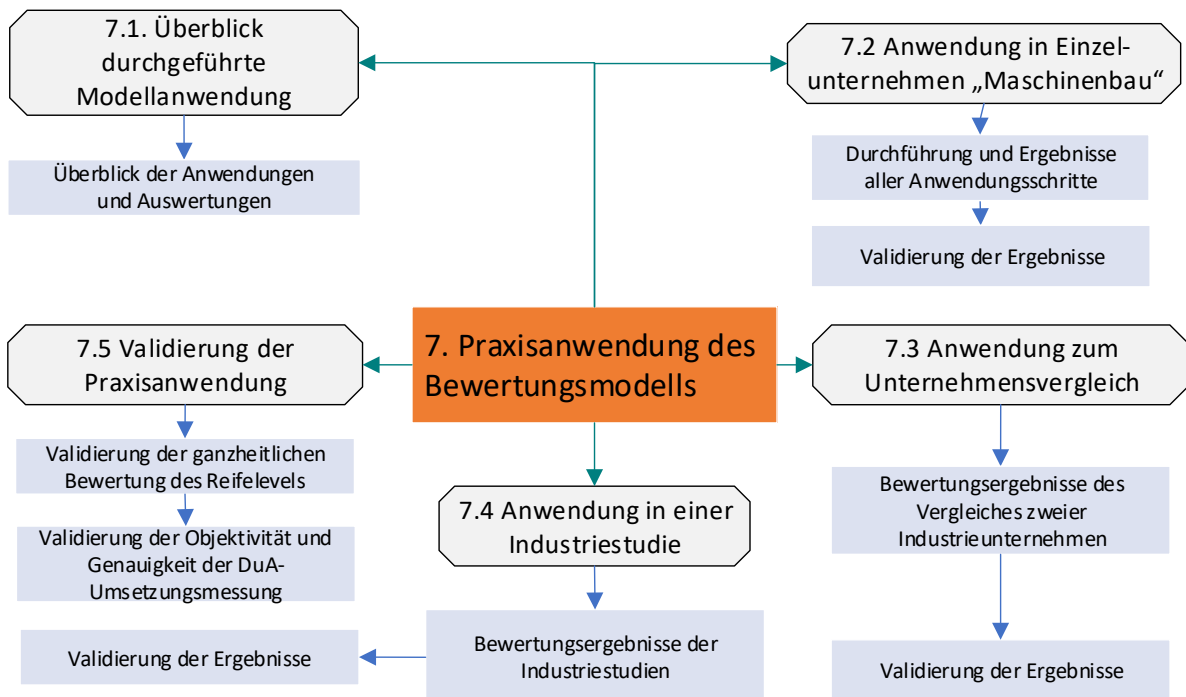 7.1. Überblick
durchgeführte
Modellanwendung
Überblick der Anwendungen
und Auswertungen
7.2 Anwendung in Einzel-
unternehmen „Maschinenbau“
Durchführung und Ergebnisse
aller Anwendungsschritte
Validierung der Ergebnisse
7. Praxisanwendung des
Bewertungsmodells
7.3 Anwendung zum
Unternehmensvergleich
Bewertungsergebnisse des
Vergleiches zweier
Industrieunternehmen
Validierung der Ergebnisse
7.4 Anwendung in einer
Industriestudie
Bewertungsergebnisse der
Industriestudien
Validierung der Ergebnisse
7.5 Validierung der
Praxisanwendung
Validierung der ganzheitlichen
Bewertung des Reifelevels
Validierung der Objektivität und
Genauigkeit der DuA-
Umsetzungsmessung